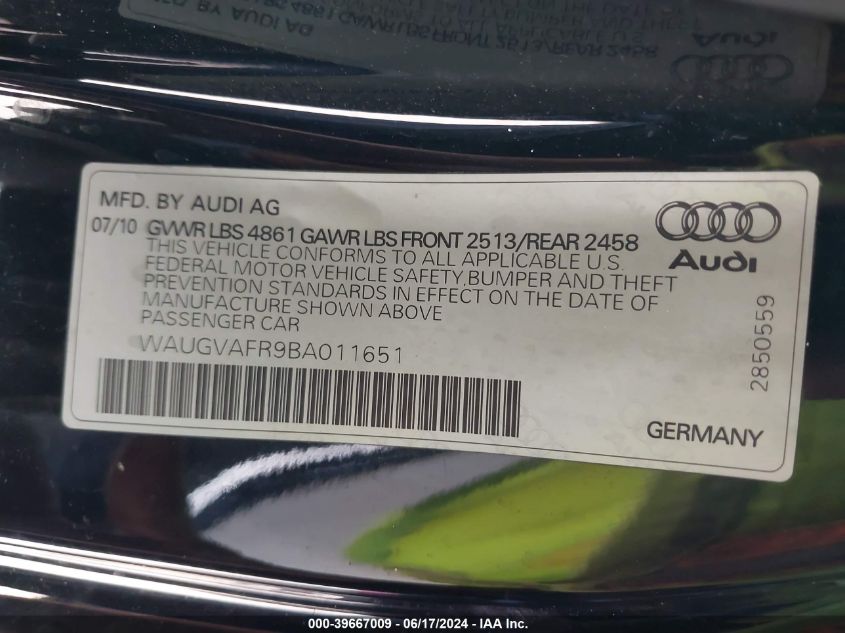 MFD. BY AUDI AG
07/10 GVWR LBS 4861 GAWR LBS FRONT 2513/REAR 2458
THIS VEHICLE CONFORMS TO ALL APPLICABLE U.S.
FEDERAL MOTOR VEHICLE SAFETY,BUMPER AND THEFT
PREVENTION STANDARDS IN EFFECT ON THE DATE OF
MANUFACTURE SHOWN ABOVE
PASSENGER CAR
WAUGVAFR9BA011651
Audi
2850559
GERMANY
000-39667009 - 06/17/2024 - IAA Inc.